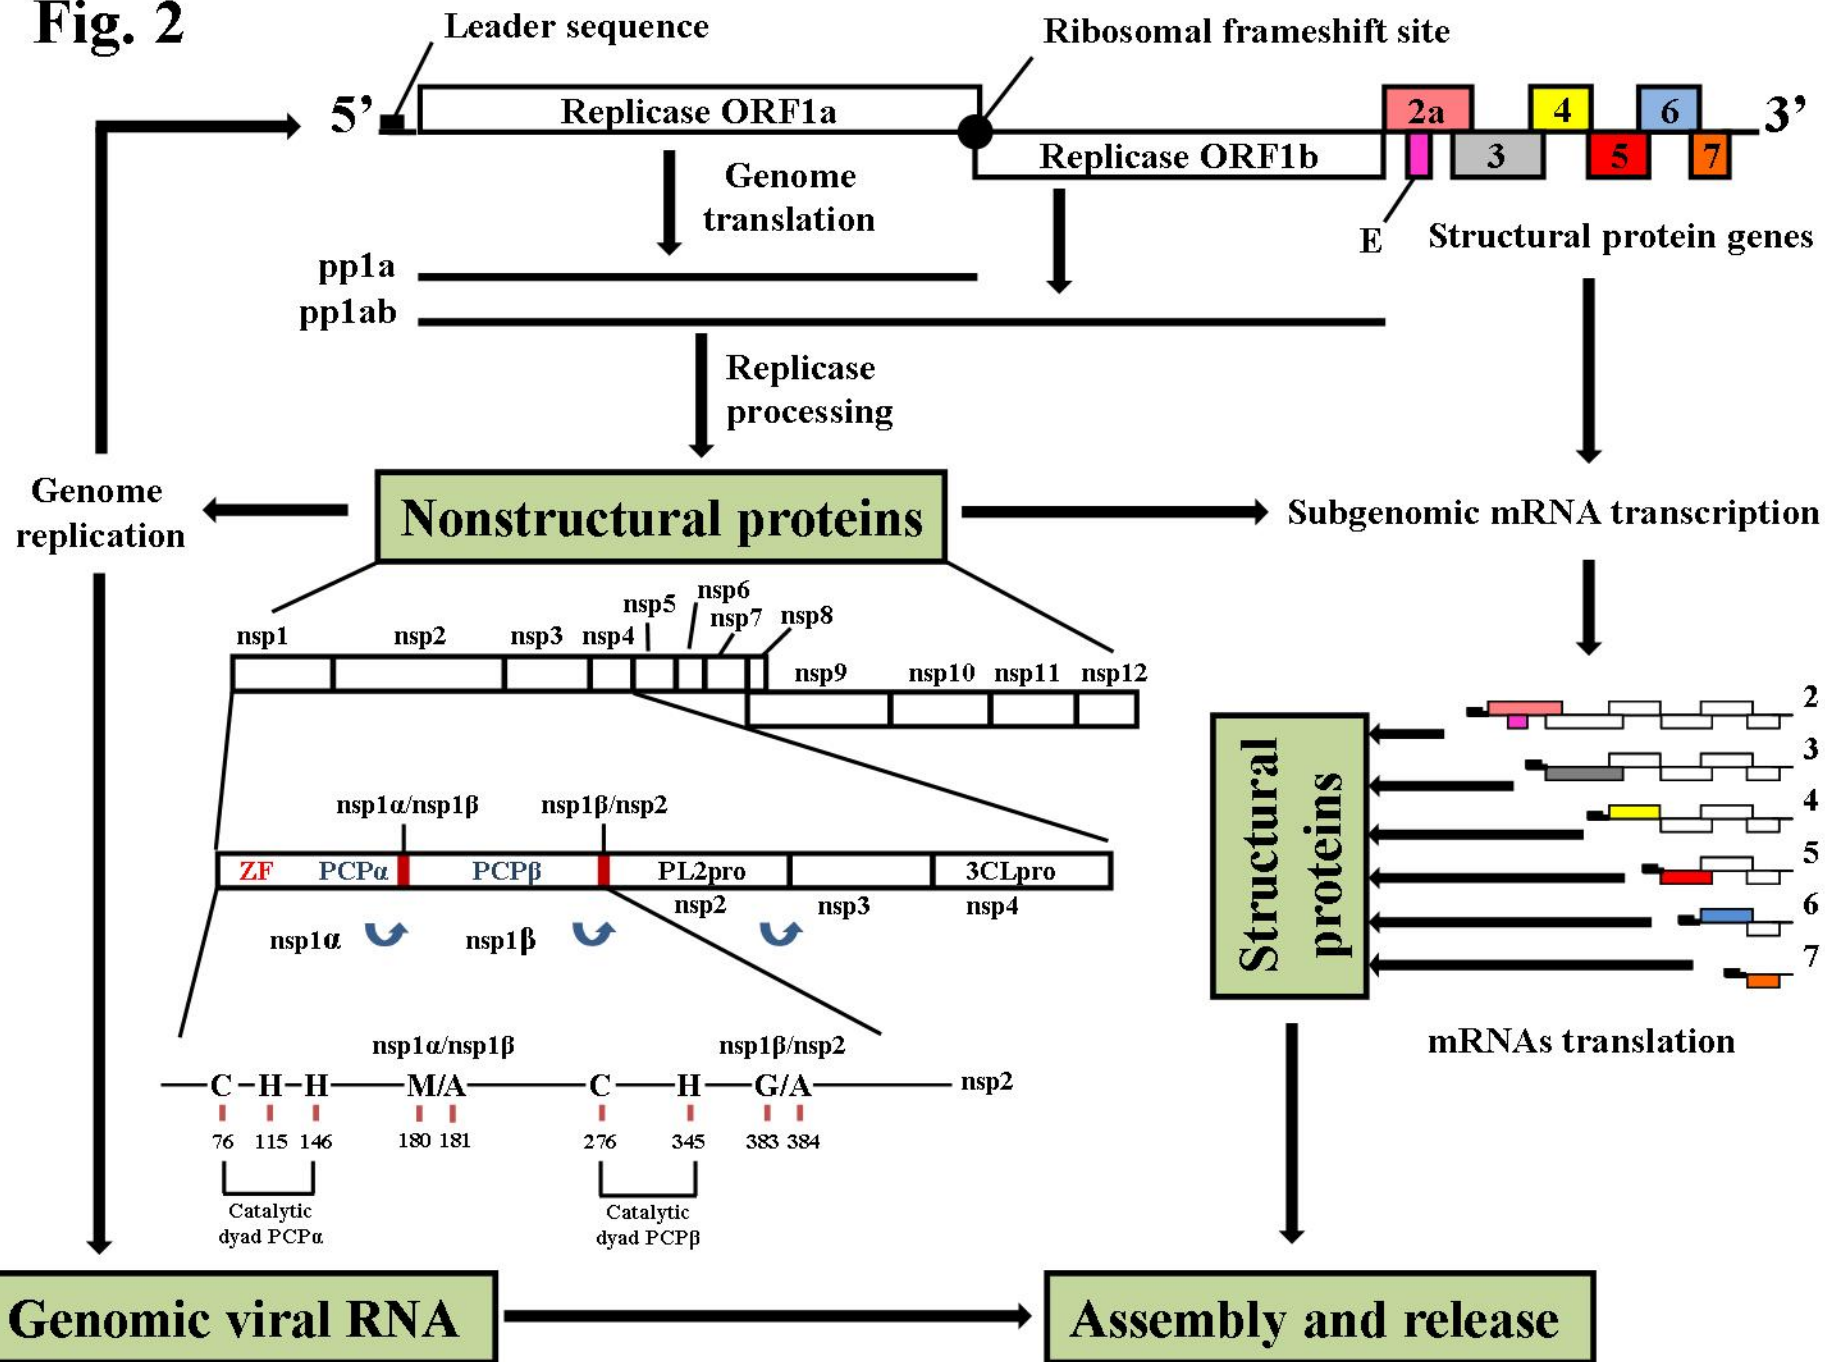 Fig. 2
Leader sequence
Ribosomal frameshift site
5’
Replicase ORF1a
2a
4
6
3’
Replicase ORF1b
3
5
7
Genome
translation
E
Structural protein genes
pp1a
pp1ab
Replicase
processing
Genome
replication
Nonstructural proteins
Subgenomic mRNA transcription
nsp1
nsp2
nsp3
nsp4
nsp5
nsp6
nsp7
nsp8
nsp9
nsp10
nsp11
nsp12
nsp1α/nsp1β
nsp1β/nsp2
ZF
PCPα
PCPβ
PL2pro
3CLpro
nsp2
nsp3
nsp4
nsp1α
nsp1β
Structural
proteins
2
3
4
5
6
7
mRNAs translation
nsp1α/nsp1β
nsp1β/nsp2
C H H M/A C H G/A nsp2
76 115 146 180 181 276 345 383 384
Catalytic
dyad PCPα
Catalytic
dyad PCPβ
Genomic viral RNA
Assembly and release